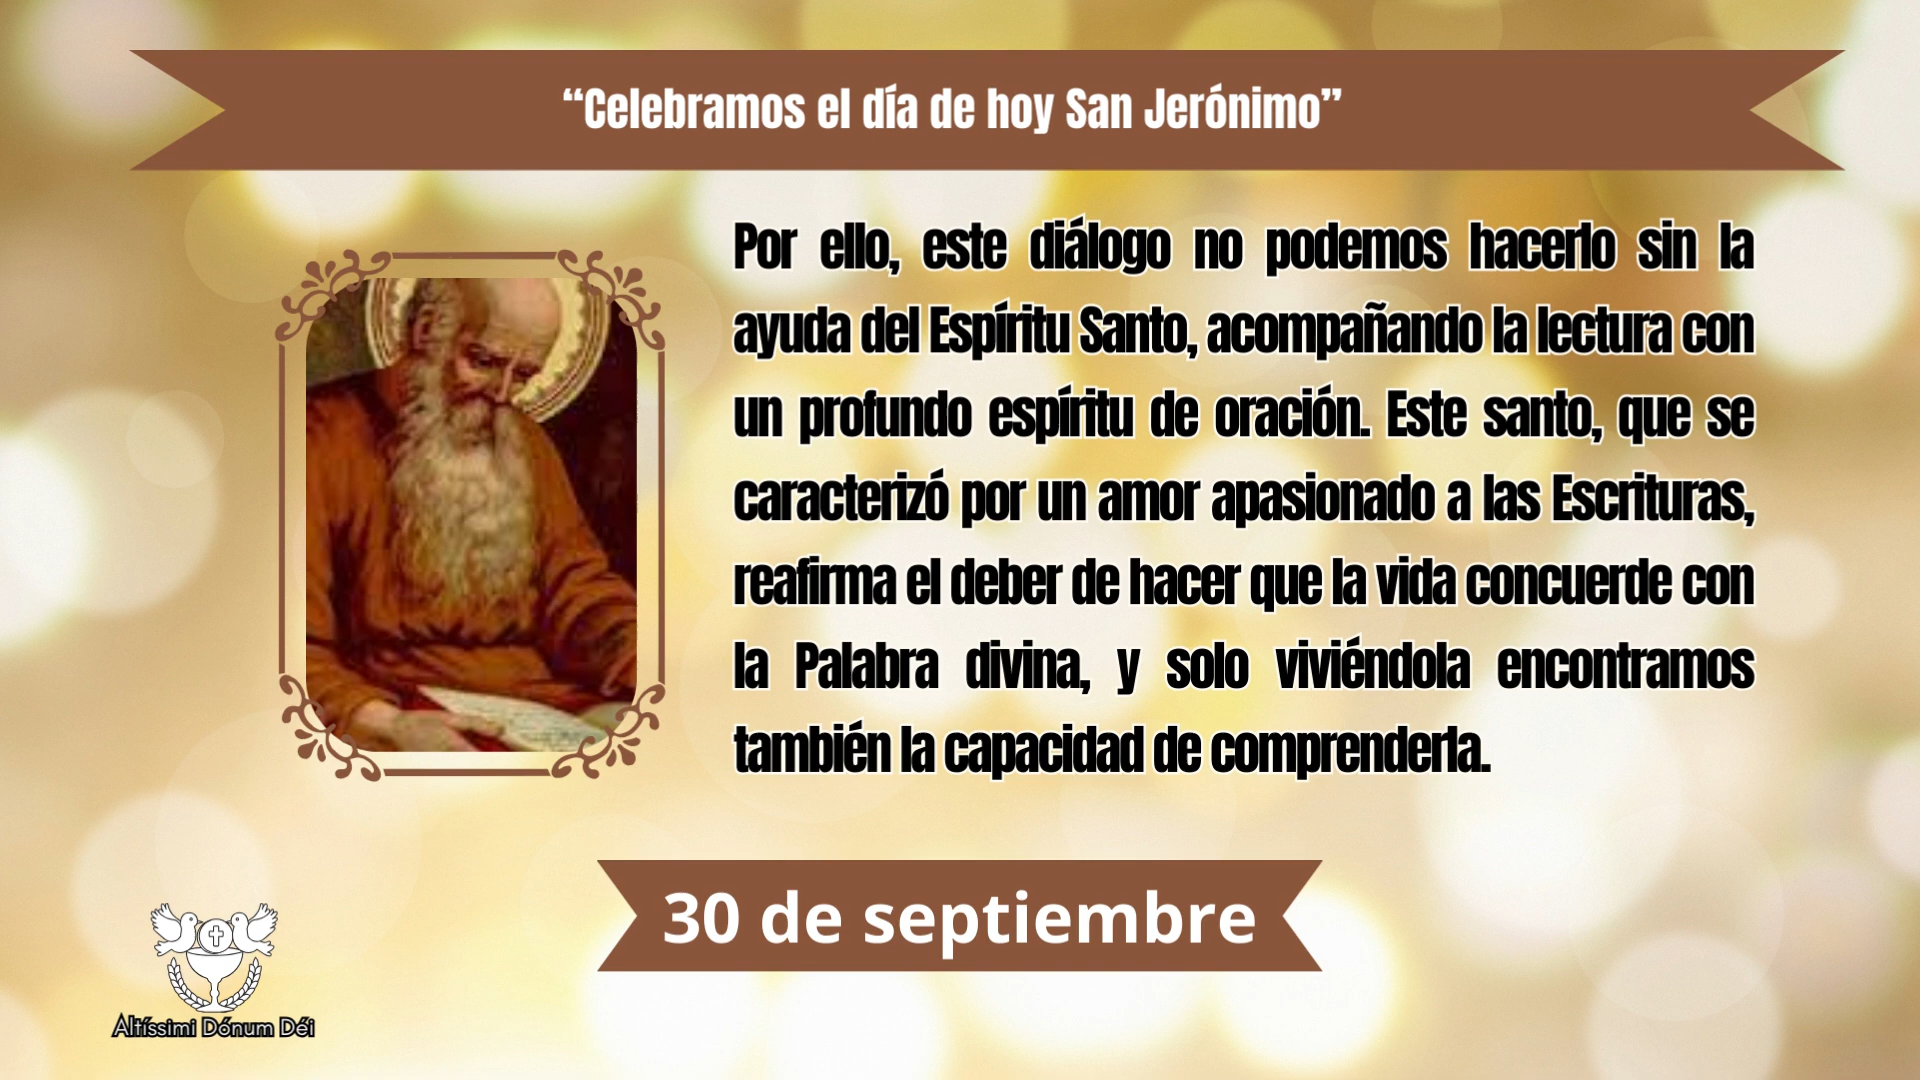 “Celebramos el día de hoy San Jerónimo”
Por ello, este diálogo no podemos hacerlo sin la
ayuda del Espíritu Santo, acompañando la lectura con
un profundo espíritu de oración. Este santo, que se
caracterizó por un amor apasionado a las Escrituras,
reafirma el deber de hacer que la vida concuerde con
la Palabra divina, y solo viviéndola encontramos
también la capacidad de comprenderla.
30 de septiembre
Altíssimi Dónum Déi